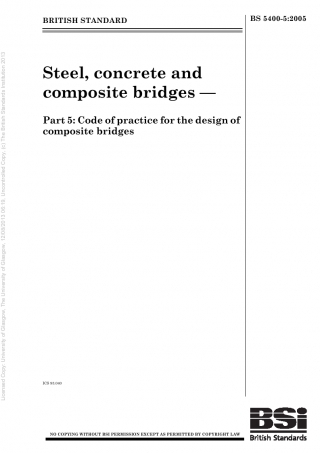 BRITISH STANDARD
BS 5400-5:2005
Steel, concrete and
composite bridges —
Part 5: Code of practice for the design of
composite bridges
NO COPYING WITHOUT BSI PERMISSION EXCEPT AS PERMITTED BY COPYRIGHT LAW
BSi
British Standards